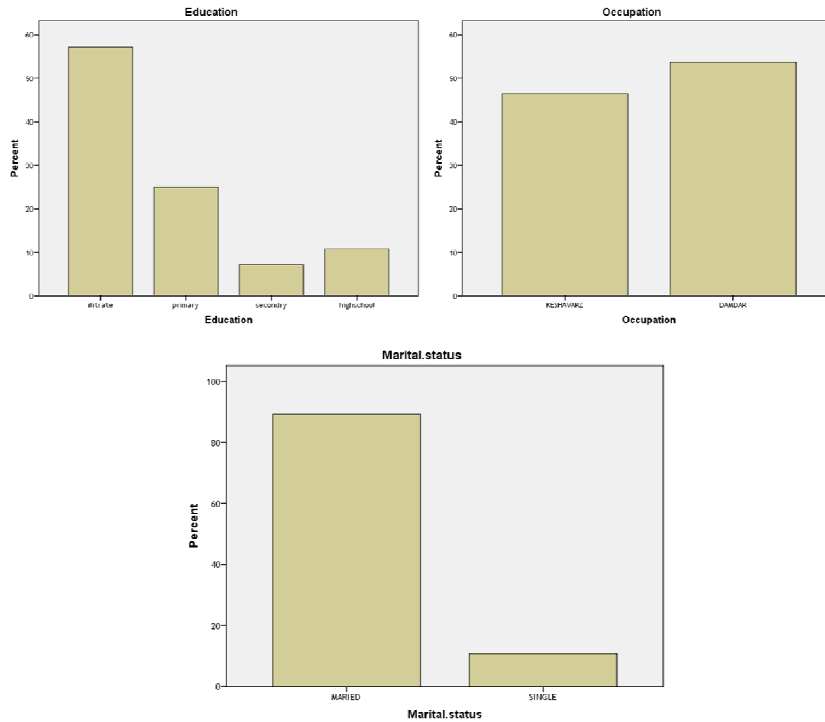 Education
Percent
60
50
40
30
20
10
0
primary
secondry
highschool
Education
Occupation
Percent
60
50
40
30
20
10
0
KESHAVARZ
DAMDAR
Occupation
Marital.status
Percent
100
80
60
40
20
0
MARIED
SINGLE
Marital.status